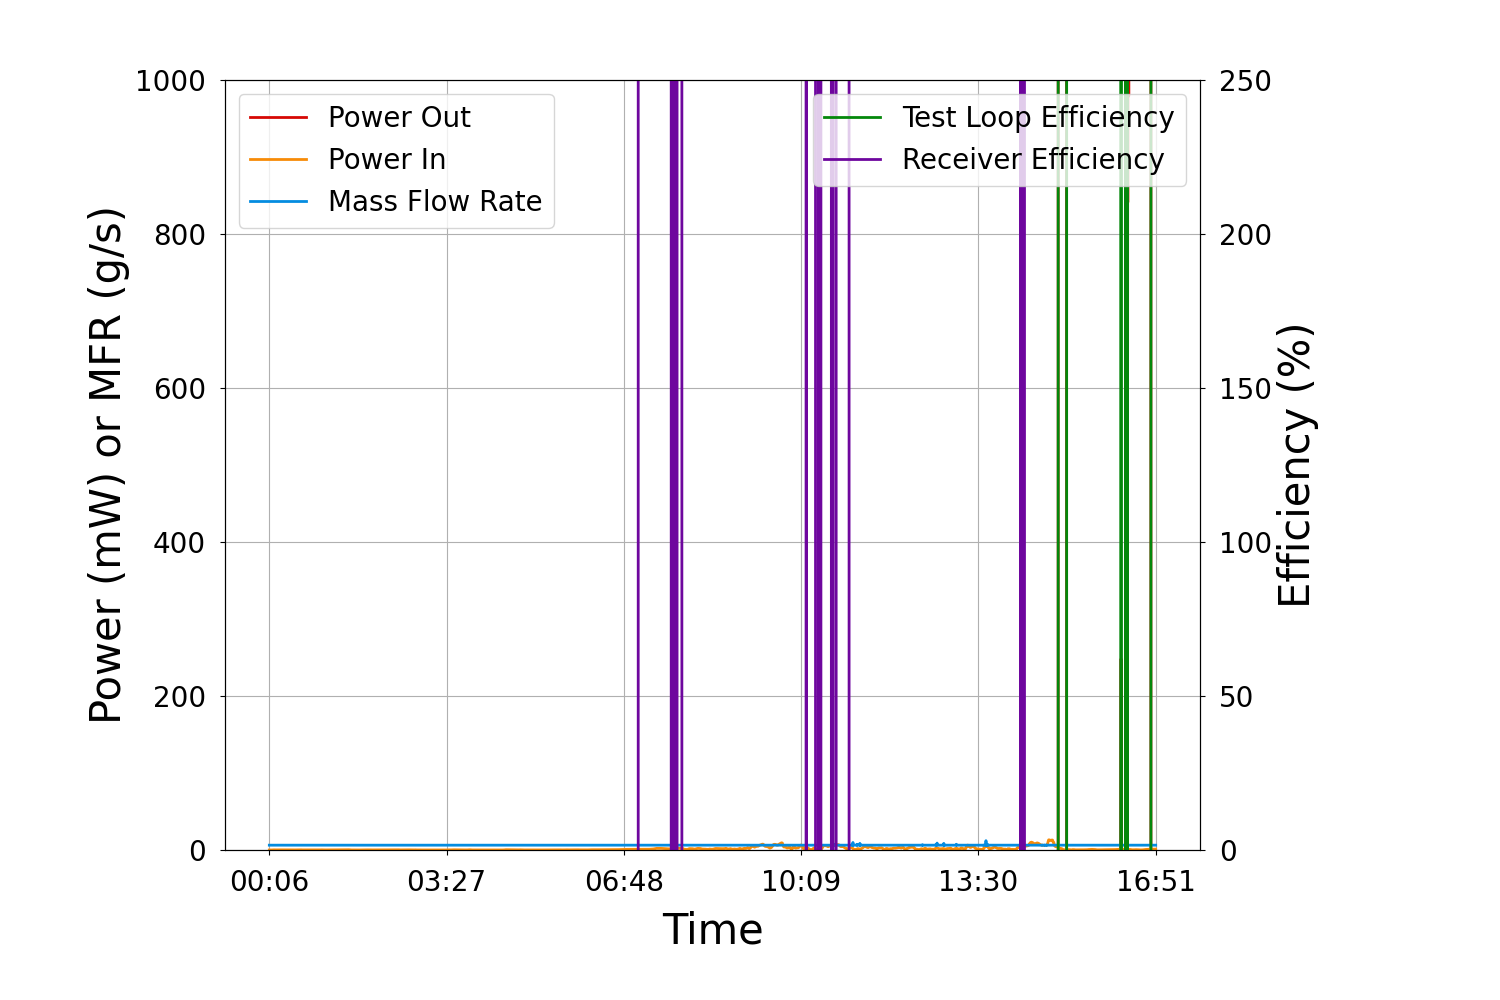 1000
800
600
400
200
0
Power (mW) or MFR (g/s)
Power Out
Power In
Mass Flow Rate
Test Loop Efficiency
Receiver Efficiency
250
200
150
100
50
0
Efficiency (%)
00:06 03:27 06:48 10:09 13:30 16:51
Time